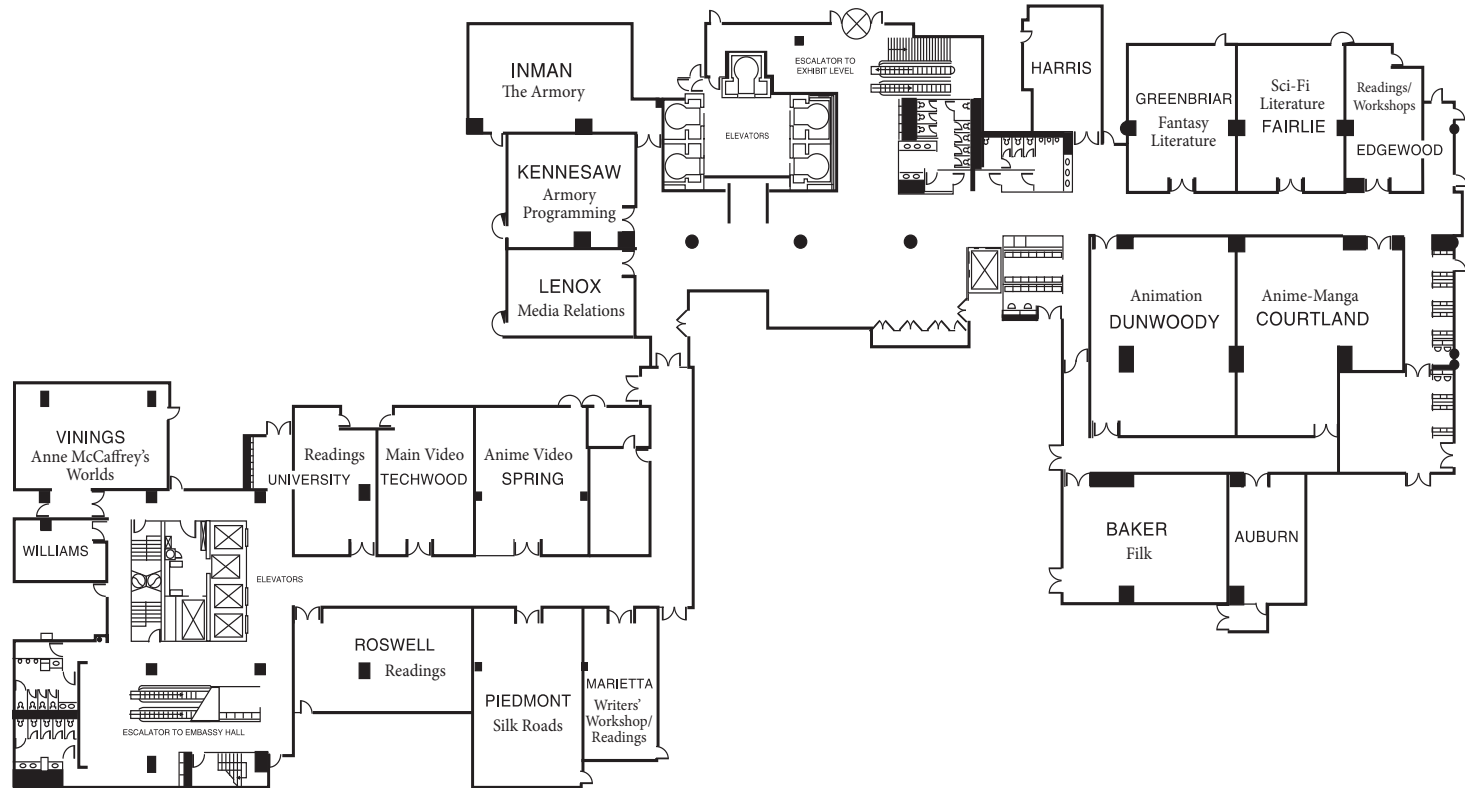 INMAN
The Armory
ESCALATOR TO
EXHIBIT LEVEL
HARRIS
GREENBRIAR
Fantasy
Literature
Sci-Fi
Literature
FAIRLIE
Readings/
Workshops
EDGEWOOD
ELEVATORS
KENNESAW
Armory
Programming
LENOX
Media Relations
Animation
DUNWOODY
Anime-Manga
COURTLAND
VININGS
Anne McCaffrey's
Worlds
Readings
UNIVERSITY
Main Video
TECHWOOD
Anime Video
SPRING
WILLIAMS
ELEVATORS
BAKER
Filk
AUBURN
ROSWELL
Readings
PIEDMONT
Silk Roads
MARIETTA
Writers'
Workshop/
Readings
ESCALATOR TO EMBASSY HALL